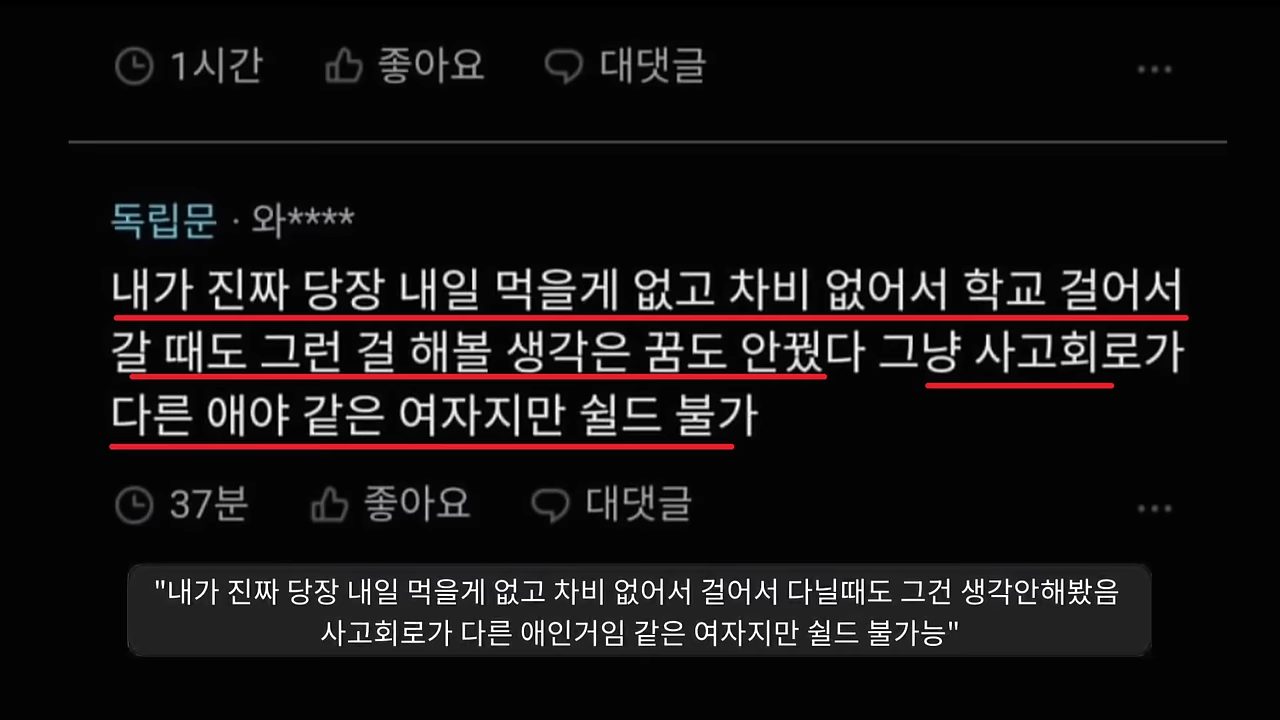 1시간 좋아요 대댓글
독립문 · 와****
내가 진짜 당장 내일 먹을게 없고 차비 없어서 학교 걸어서
갈 때도 그런 걸 해볼 생각은 꿈도 안꿨다 그냥 사고회로가
다른 애야 같은 여자지만 쉴드 불가
37분 좋아요 대댓글
"내가 진짜 당장 내일 먹을게 없고 차비 없어서 걸어서 다닐때도 그건 생각안해봤음
사고회로가 다른 애인거임 같은 여자지만 쉴드 불가능"